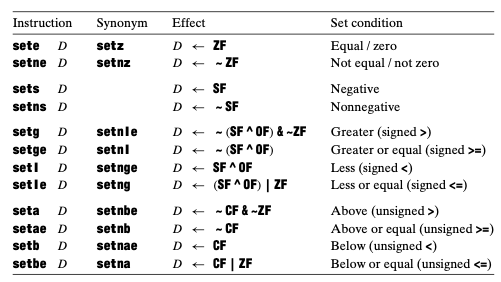 Instruction Synonym Effect Set condition
sete D setz D ← ZF Equal / zero
setne D setnz D ← ~ ZF Not equal / not zero
sets D D ← SF Negative
setns D D ← ~ SF Nonnegative
setg D setnle D ← ~ (SF ^ OF) & ~ZF Greater (signed >)
setge D setnl D ← ~ (SF ^ OF) Greater or equal (signed >=)
setl D setnge D ← SF ^ OF Less (signed <)
setle D setng D ← (SF ^ OF) | ZF Less or equal (signed <=)
seta D setnbe D ← ~ CF & ~ZF Above (unsigned >)
setae D setnb D ← ~ CF Above or equal (unsigned >=)
setb D setnae D ← CF Below (unsigned <)
setbe D setna D ← CF | ZF Below or equal (unsigned <=)